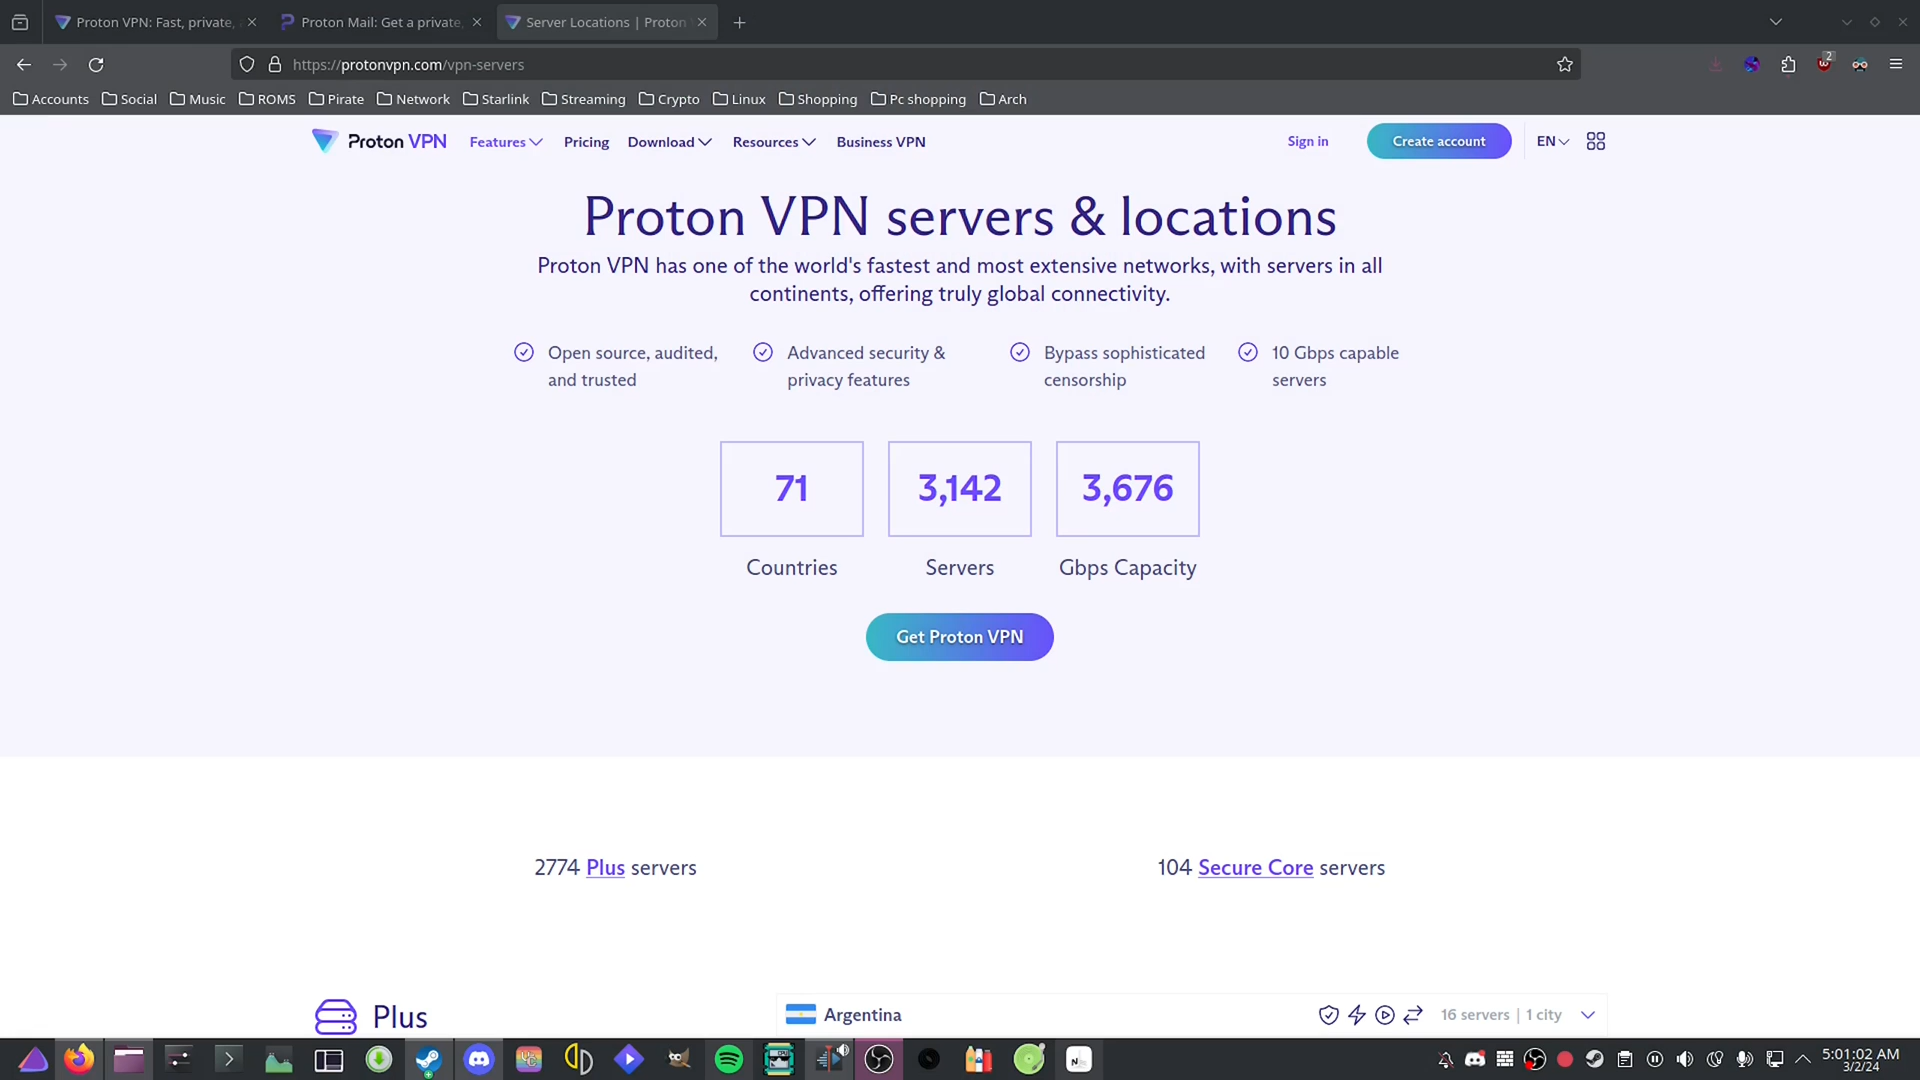 Proton VPN: Fast, private,
Proton Mail: Get a private,
Server Locations | Proton
https://protonvpn.com/vpn-servers
2
Accounts
Social
Music
ROMS
Pirate
Network
Starlink
Streaming
Crypto
Linux
Shopping
Pc shopping
Arch
Proton VPN
Features
Pricing
Download
Resources
Business VPN
Sign in
Create account
EN
Proton VPN servers & locations
Proton VPN has one of the world's fastest and most extensive networks, with servers in all
continents, offering truly global connectivity.
Open source, audited,
and trusted
Advanced security &
privacy features
Bypass sophisticated
censorship
10 Gbps capable
servers
71
3,142
3,676
Countries
Servers
Gbps Capacity
Get Proton VPN
2774 Plus servers
104 Secure Core servers
Plus
Argentina
16 servers | 1 city
5:01:02 AM
3/2/24